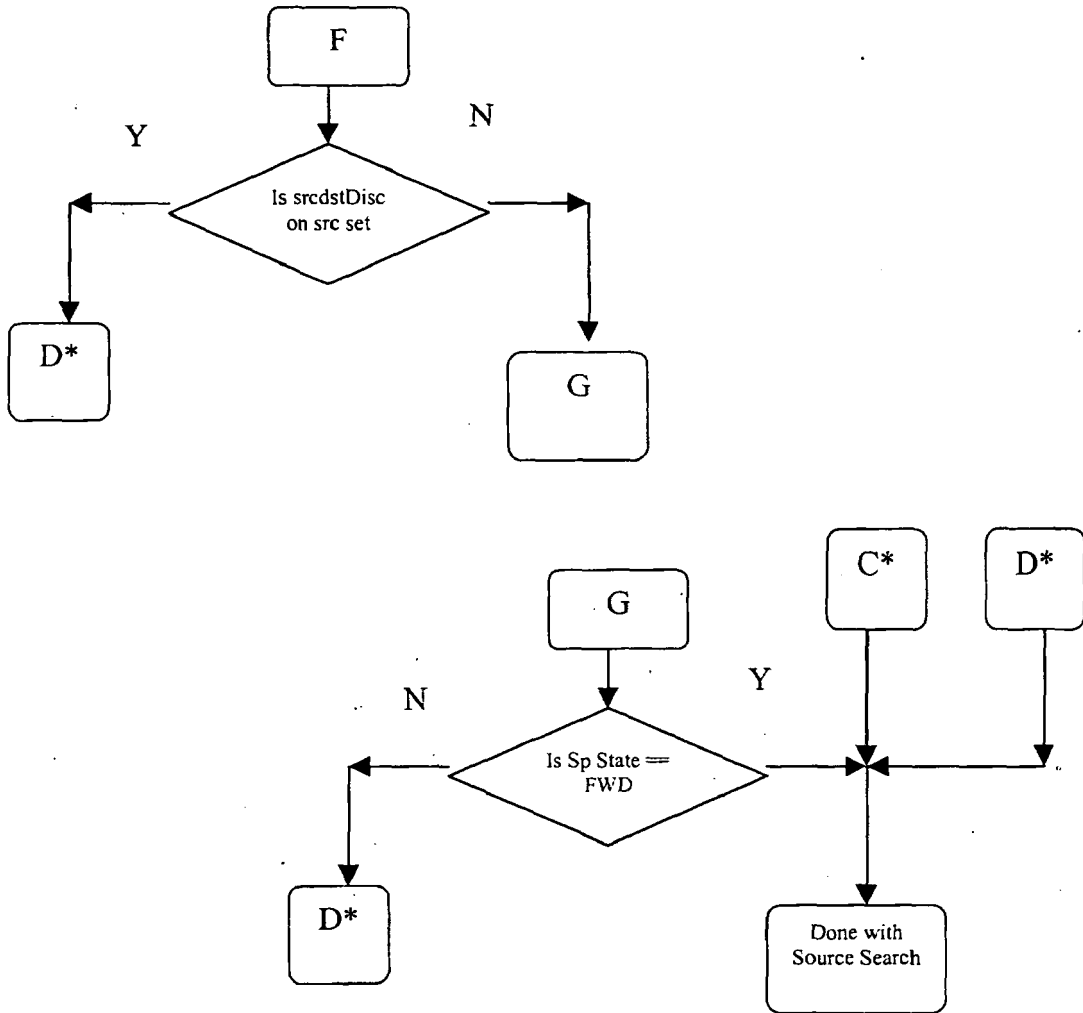 F
Y
N
Is srcdstDisc
on src set
D*
G
C*
D*
G
N
Y
Is Sp State ==
FWD
D*
Done with
Source Search